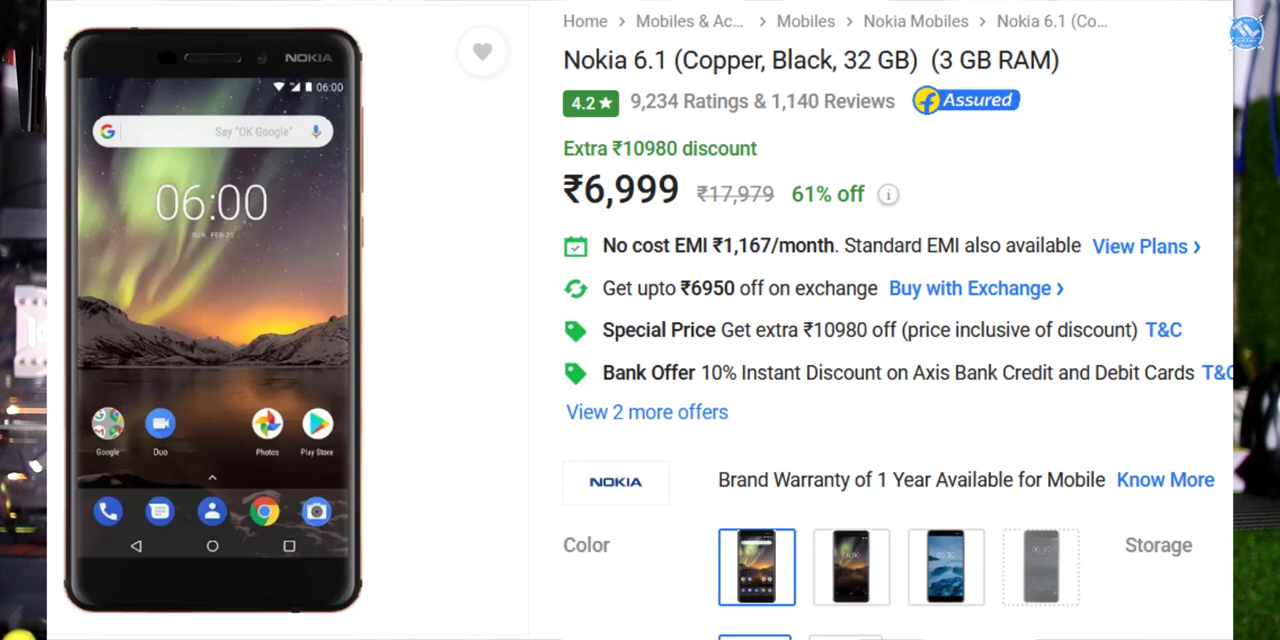 Home > Mobiles & Ac... > Mobiles > Nokia Mobiles > Nokia 6.1 (Co...
Nokia 6.1 (Copper, Black, 32 GB) (3 GB RAM)
4.2★ 9,234 Ratings & 1,140 Reviews f Assured
Extra ₹10980 discount
₹6,999 ₹17,979 61% off i
No cost EMI ₹1,167/month. Standard EMI also available View Plans ›
Get upto ₹6950 off on exchange Buy with Exchange ›
Special Price Get extra ₹10980 off (price inclusive of discount) T&C
Bank Offer 10% Instant Discount on Axis Bank Credit and Debit Cards T&C
View 2 more offers
NOKIA Brand Warranty of 1 Year Available for Mobile Know More
Color Storage
NOKIA
06:00
G Say "OK Google"
06:00
SUN, FEB 25
Google Duo Photos Play Store